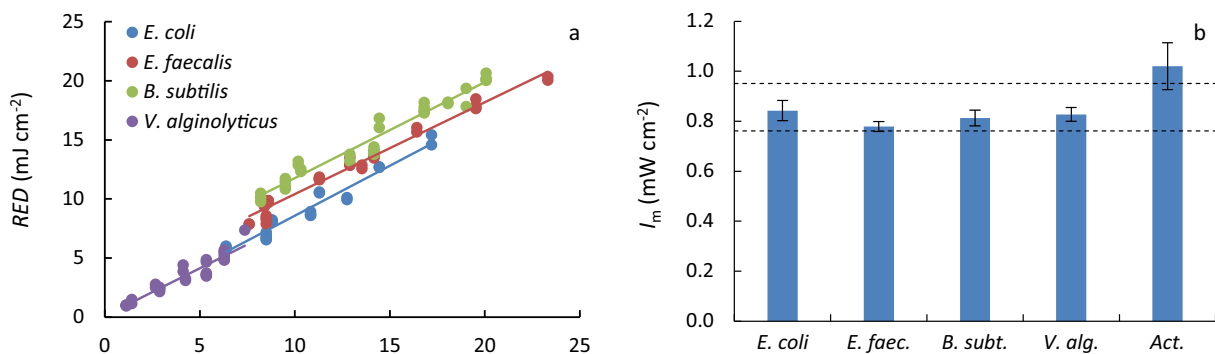 a
E. coli
E. faecalis
B. subtilis
V. alginolyticus
RED (mJ cm⁻²)
25
20
15
10
5
0
0 5 10 15 20 25
b
I_m (mW cm⁻²)
1.2
1.0
0.8
0.6
0.4
0.2
0.0
E. coli E. faec. B. subt. V. alg. Act.